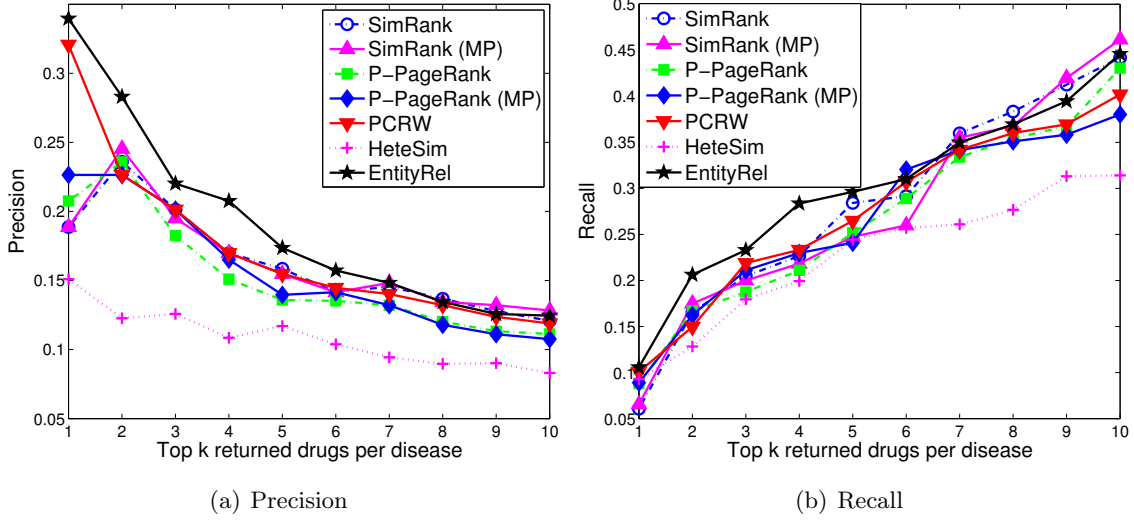 0.3
0.25
0.2
0.15
0.1
0.05
Precision
1 2 3 4 5 6 7 8 9 10
Top k returned drugs per disease
SimRank
SimRank (MP)
P−PageRank
P−PageRank (MP)
PCRW
HeteSim
EntityRel
(a) Precision
0.5
0.45
0.4
0.35
0.3
0.25
0.2
0.15
0.1
0.05
Recall
1 2 3 4 5 6 7 8 9 10
Top k returned drugs per disease
SimRank
SimRank (MP)
P−PageRank
P−PageRank (MP)
PCRW
HeteSim
EntityRel
(b) Recall